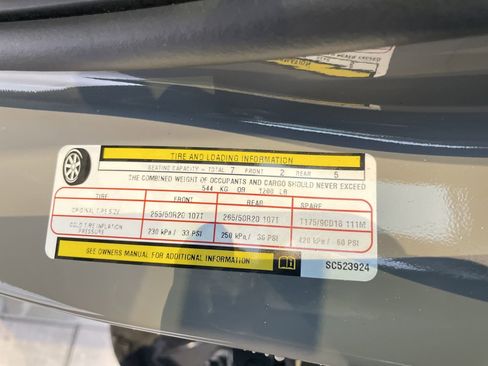 TIRE AND LOADING INFORMATION
SEATING CAPACITY - TOTAL 7 FRONT 2 REAR 5
THE COMBINED WEIGHT OF OCCUPANTS AND CARGO SHOULD NEVER EXCEED
544 KG OR 1200 LB
TIRE FRONT REAR SPARE
ORIGINAL TIRE SIZE 265/50R20 107T 265/50R20 107T T175/90D18 111M
COLD TIRE INFLATION PRESSURE 230 kPa/ 33 PSI 250 kPa/ 36 PSI 420 kPa/ 60 PSI
SEE OWNERS MANUAL FOR ADDITIONAL INFORMATION
SC523924